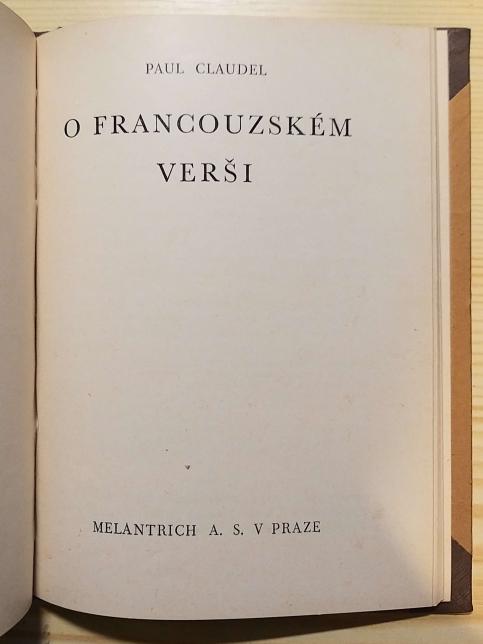 PAUL CLAUDEL
O FRANCOUZSKÉM
VERŠI
MELANTRICH A. S. V PRAZE